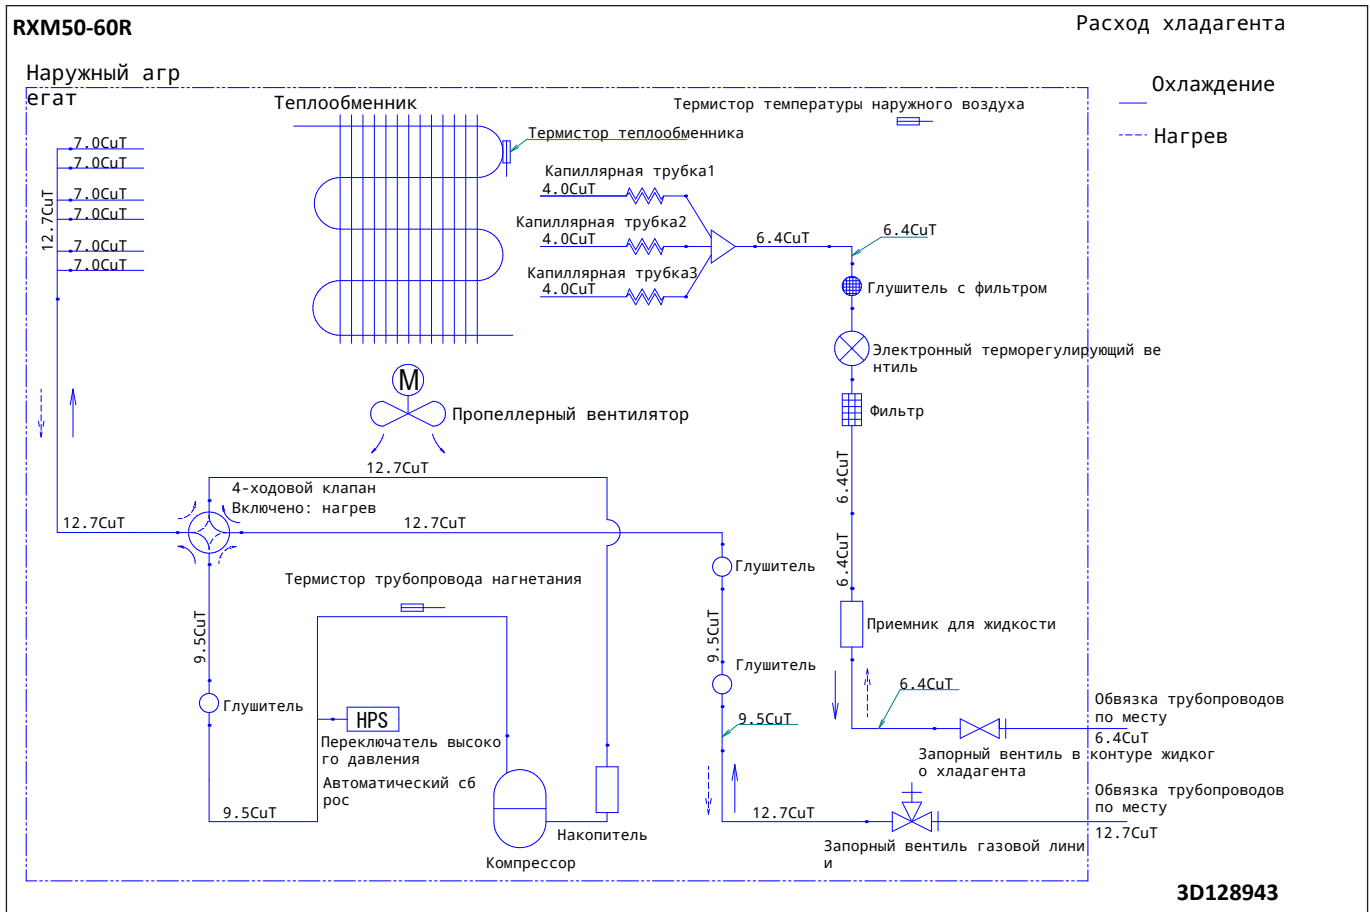 RXM50-60R
Расход хладагента
Наружный агр
егат
Охлаждение
Нагрев
Теплообменник
Термистор температуры наружного воздуха
Термистор теплообменника
7.0CuT
7.0CuT
7.0CuT
7.0CuT
7.0CuT
7.0CuT
12.7CuT
Капиллярная трубка1
4.0CuT
Капиллярная трубка2
4.0CuT
Капиллярная трубка3
4.0CuT
6.4CuT
6.4CuT
Глушитель с фильтром
Электронный терморегулирующий ве
нтиль
Фильтр
M
Пропеллерный вентилятор
12.7CuT
4-ходовой клапан
Включено: нагрев
12.7CuT
12.7CuT
6.4CuT
6.4CuT
Глушитель
Термистор трубопровода нагнетания
9.5CuT
9.5CuT
Приемник для жидкости
Глушитель
Глушитель
HPS
Переключатель высоко
го давления
Автоматический сб
рос
9.5CuT
9.5CuT
6.4CuT
Обвязка трубопроводов
по месту
6.4CuT
Запорный вентиль в контуре жидког
о хладагента
Накопитель
Компрессор
12.7CuT
Обвязка трубопроводов
по месту
12.7CuT
Запорный вентиль газовой лини
и
3D128943